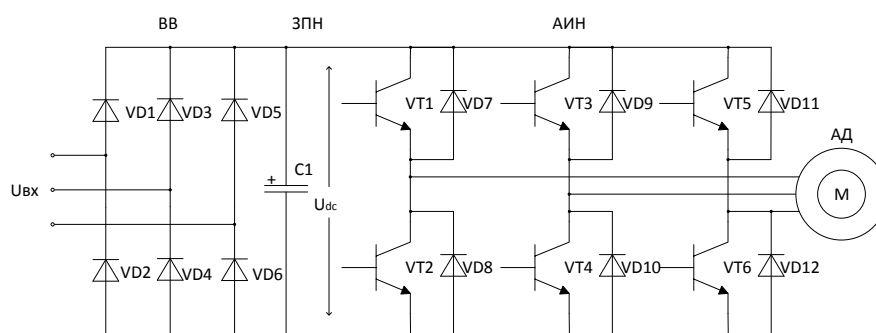 ВВ ЗПН АИН
VD1 VD3 VD5 VT1 VD7 VT3 VD9 VT5 VD11
АД
Uвх + C1 Udc М
VD2 VD4 VD6 VT2 VD8 VT4 VD10 VT6 VD12